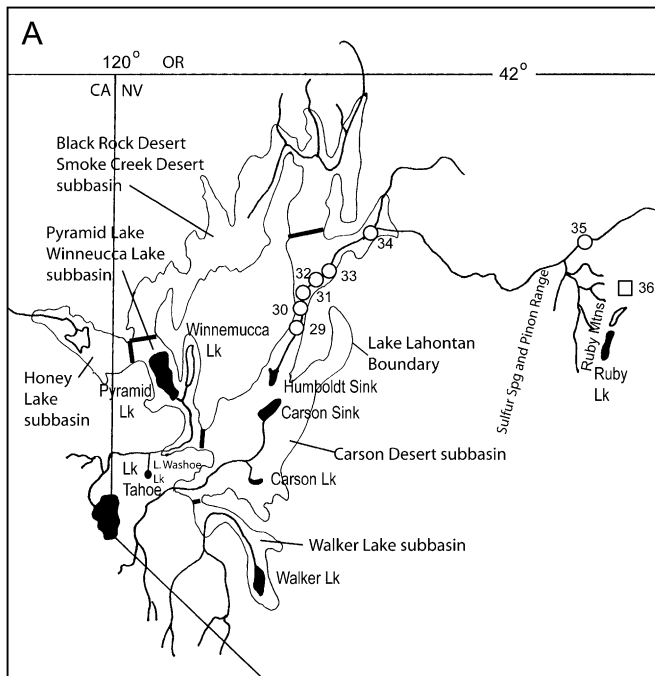 A
120° OR
42°
CA NV
Black Rock Desert
Smoke Creek Desert
subbasin
Pyramid Lake
Winneucca Lake
subbasin
35
34
36
33
32
31
30
29
Winnemucca
Lk
Lake Lahontan
Boundary
Sulfur Spg and Pinon Range
Ruby Mtns
Ruby
Lk
Honey
Lake
subbasin
Pyramid
Lk
Humboldt Sink
Carson Sink
Carson Desert subbasin
L. Washoe
Lk
Lk
Tahoe
Carson Lk
Walker Lake subbasin
Walker Lk